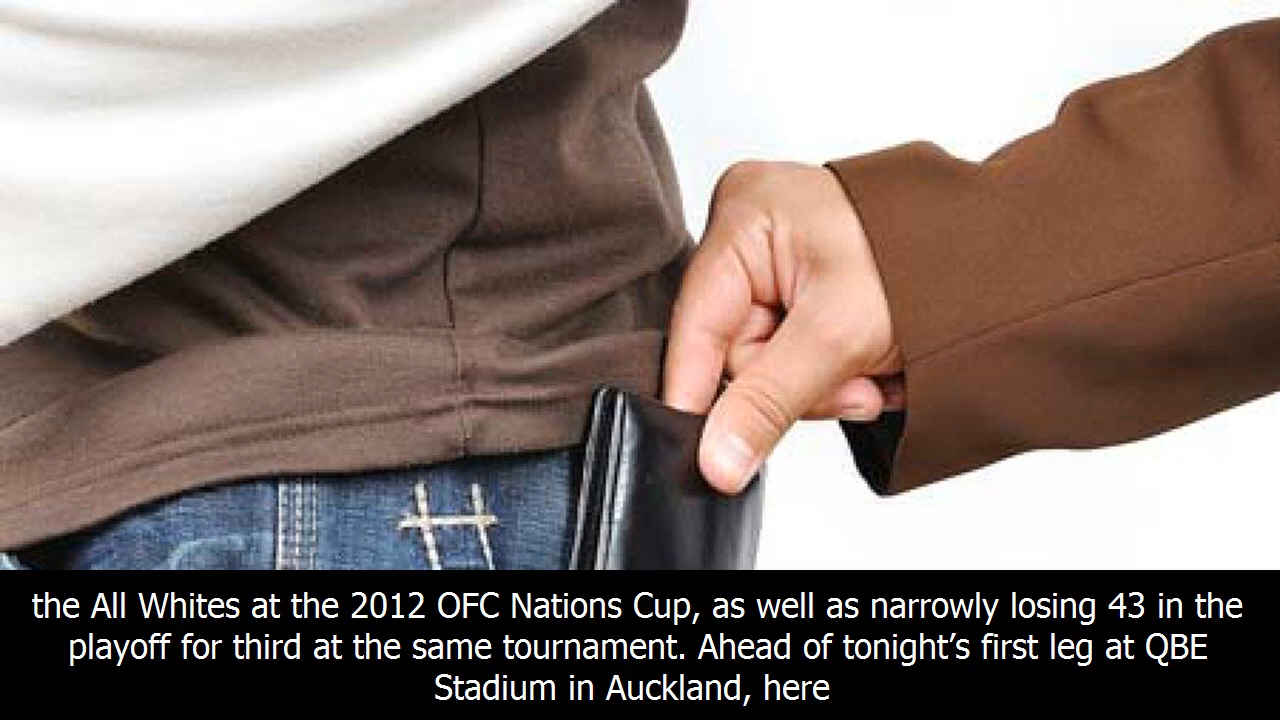 the All Whites at the 2012 OFC Nations Cup, as well as narrowly losing 43 in the
playoff for third at the same tournament. Ahead of tonight’s first leg at QBE
Stadium in Auckland, here